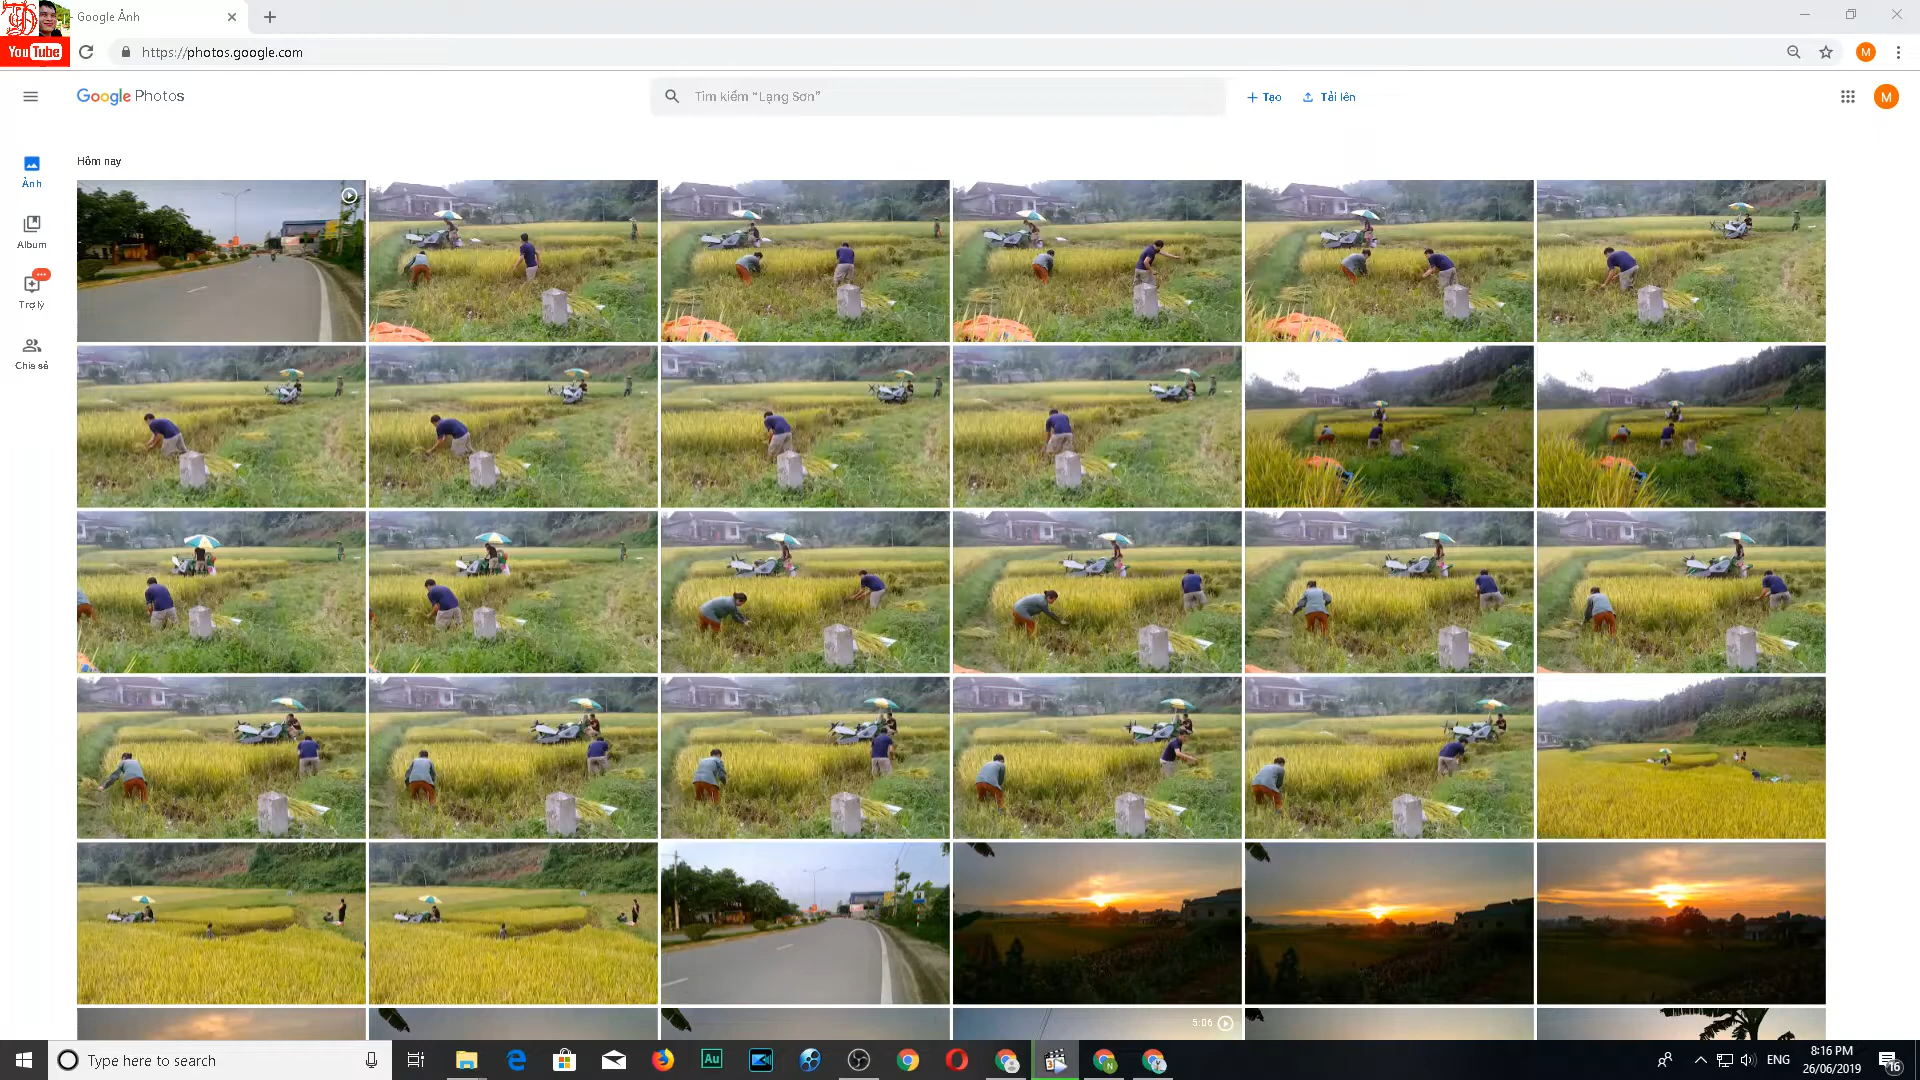 Google Ảnh
YouTube
https://photos.google.com
M
Google Photos
Tìm kiếm “Lạng Sơn”
Tạo
Tải lên
M
Hôm nay
Ảnh
Album
Trợ lý
Chia sẻ
5:06
Type here to search
Au
N
ENG
8:16 PM
26/06/2019
16